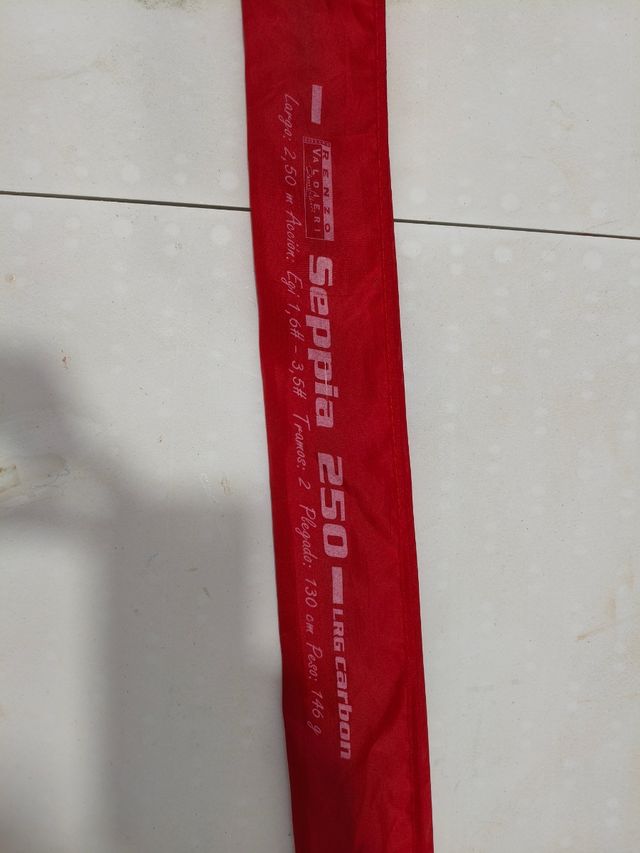 RENZO
VALDIERI
Seppia 250 LRG carbon
Largo: 2,50 m Acción: Egi 1,6# - 3,5# Tramos: 2 Plegado: 130 cm Peso: 146 g